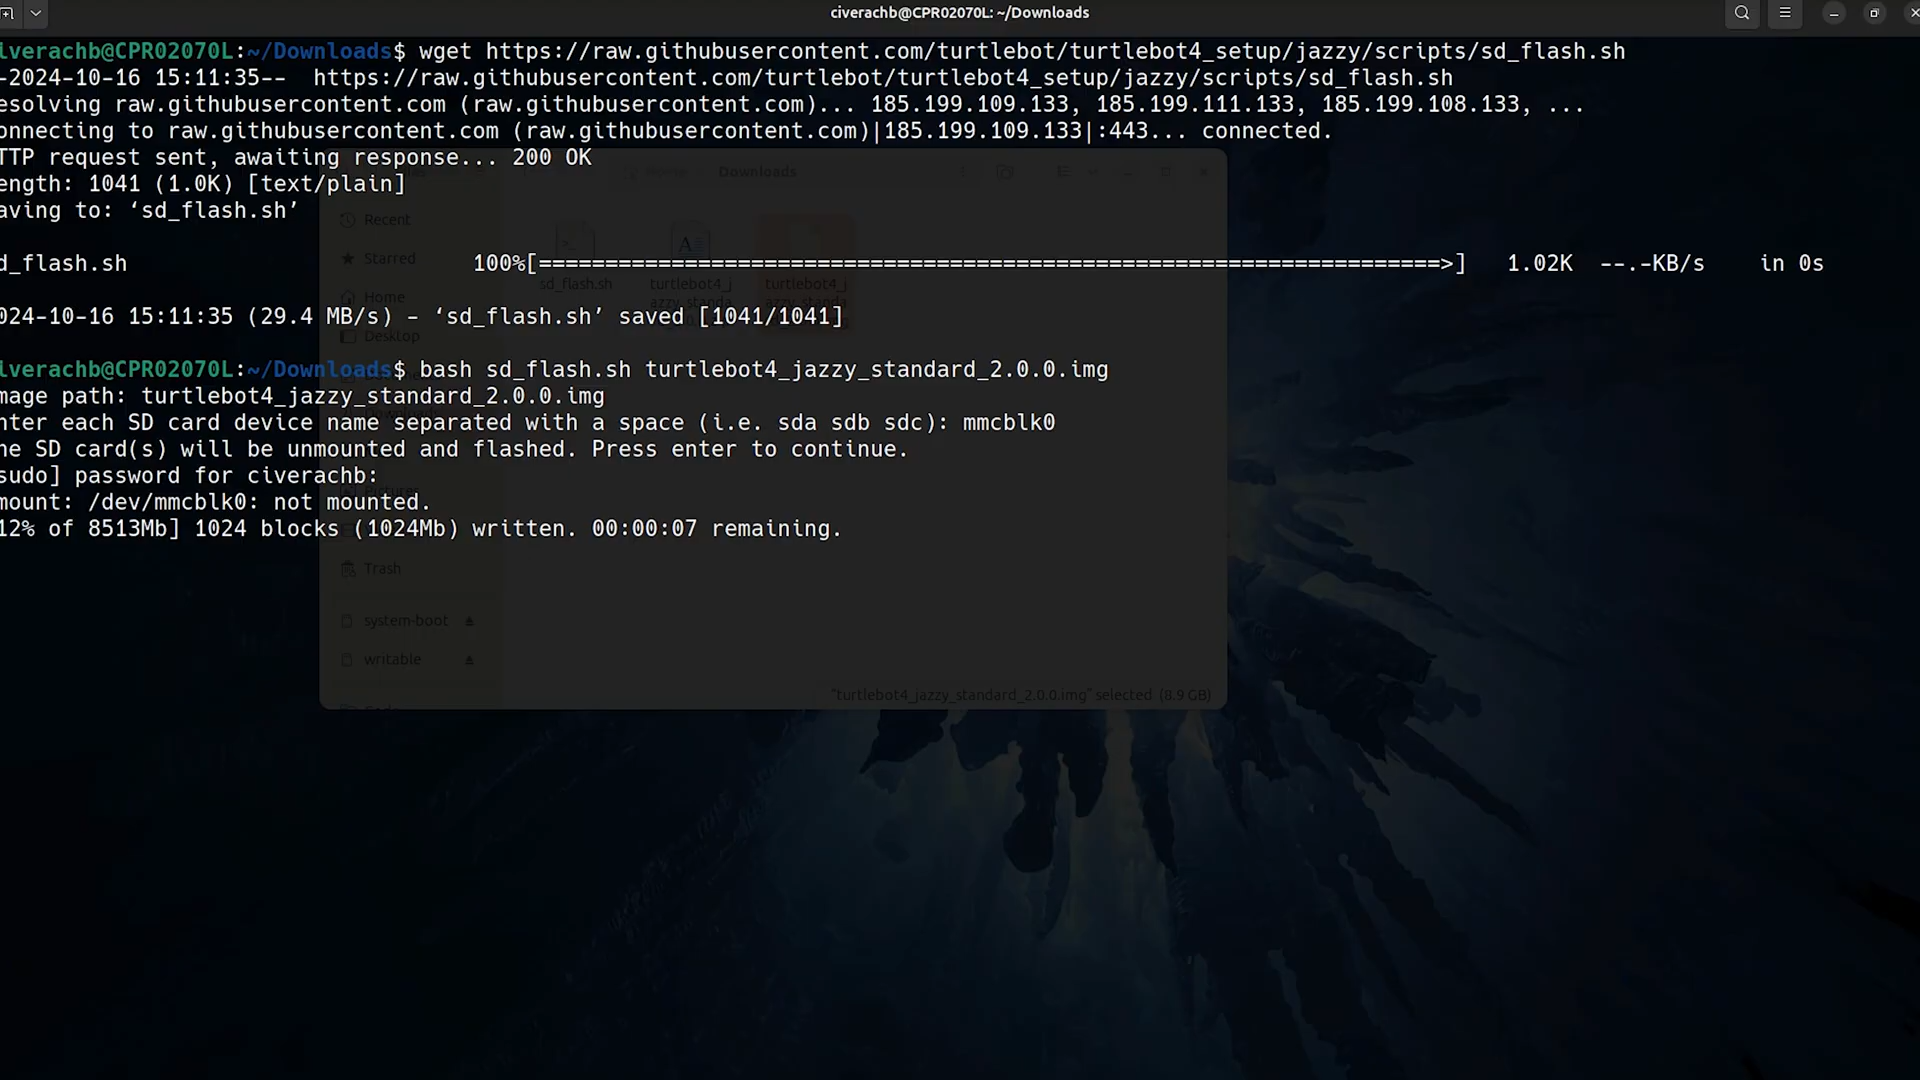 civerachb@CPR02070L: ~/Downloads
iverachb@CPR02070L:~/Downloads$ wget https://raw.githubusercontent.com/turtlebot/turtlebot4_setup/jazzy/scripts/sd_flash.sh
-2024-10-16 15:11:35--  https://raw.githubusercontent.com/turtlebot/turtlebot4_setup/jazzy/scripts/sd_flash.sh
esolving raw.githubusercontent.com (raw.githubusercontent.com)... 185.199.109.133, 185.199.111.133, 185.199.108.133, ...
onnecting to raw.githubusercontent.com (raw.githubusercontent.com)|185.199.109.133|:443... connected.
TTP request sent, awaiting response... 200 OK
ength: 1041 (1.0K) [text/plain]
aving to: ‘sd_flash.sh’
d_flash.sh 100%[====================================================================>] 1.02K --.-KB/s in 0s
024-10-16 15:11:35 (29.4 MB/s) - ‘sd_flash.sh’ saved [1041/1041]
iverachb@CPR02070L:~/Downloads$ bash sd_flash.sh turtlebot4_jazzy_standard_2.0.0.img
mage path: turtlebot4_jazzy_standard_2.0.0.img
nter each SD card device name separated with a space (i.e. sda sdb sdc): mmcblk0
he SD card(s) will be unmounted and flashed. Press enter to continue.
sudo] password for civerachb:
mount: /dev/mmcblk0: not mounted.
12% of 8513Mb] 1024 blocks (1024Mb) written. 00:00:07 remaining.
Downloads
Recent
Starred
Home
Desktop
Trash
system-boot
writable
sd_flash.sh
turtlebot4_j
azzy_standa
turtlebot4_j
azzy_standa
"turtlebot4_jazzy_standard_2.0.0.img" selected (8.9 GB)